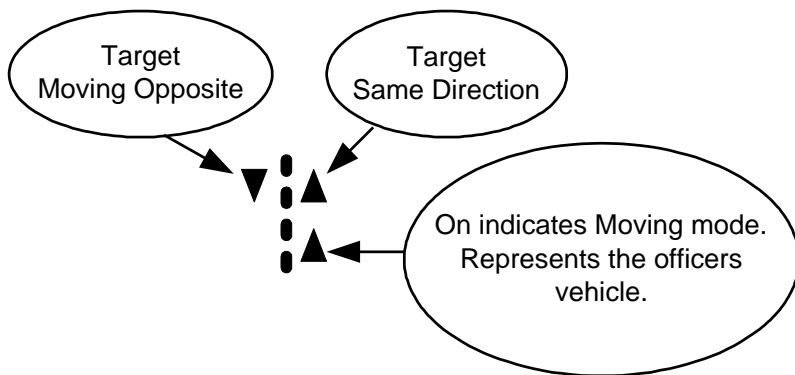 Target
Moving Opposite
Target
Same Direction
On indicates Moving mode.
Represents the officers
vehicle.